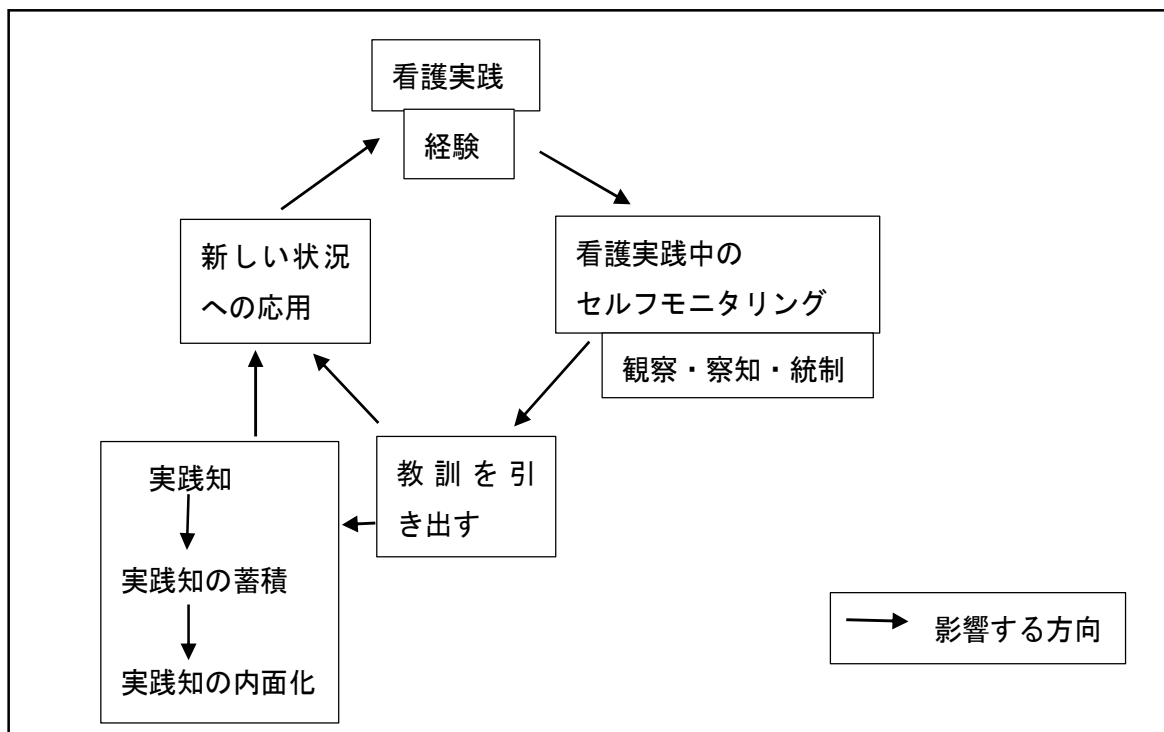 看護実践
経験
新しい状況
への応用
看護実践中の
セルフモニタリング
観察・察知・統制
教訓を引
き出す
実践知
実践知の蓄積
実践知の内面化
影響する方向